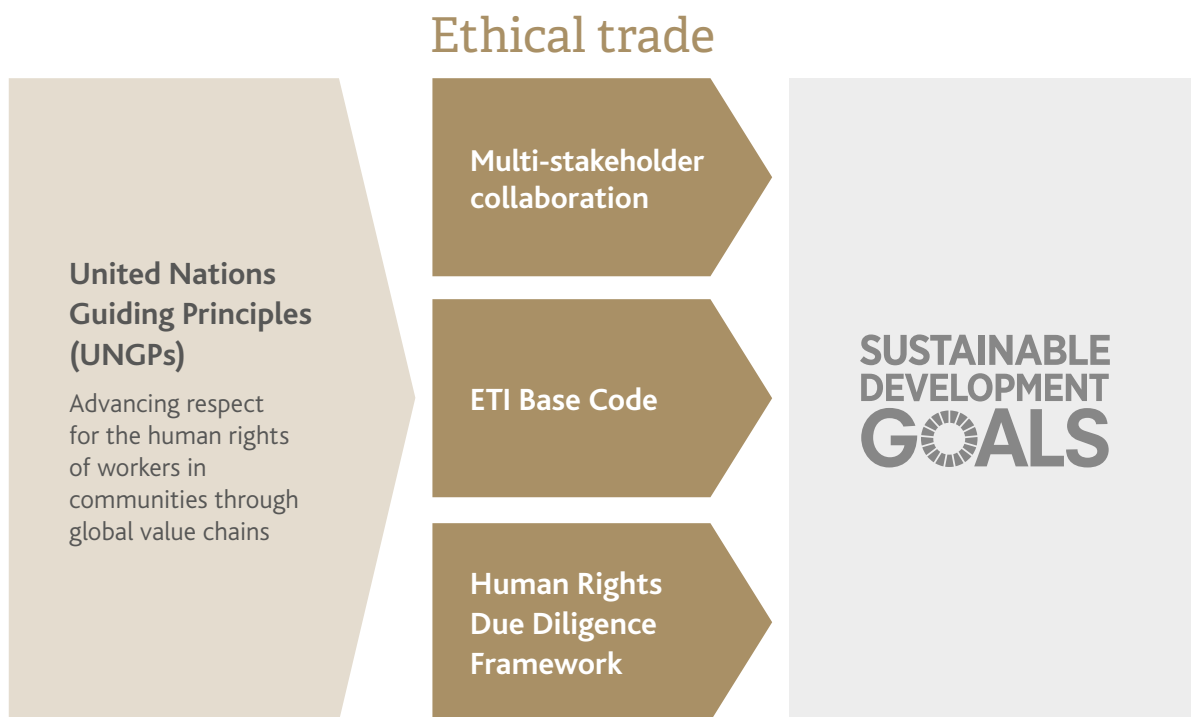 Ethical trade
United Nations
Guiding Principles
(UNGPs)
Advancing respect
for the human rights
of workers in
communities through
global value chains
Multi-stakeholder
collaboration
ETI Base Code
Human Rights
Due Diligence
Framework
SUSTAINABLE
DEVELOPMENT
GOALS